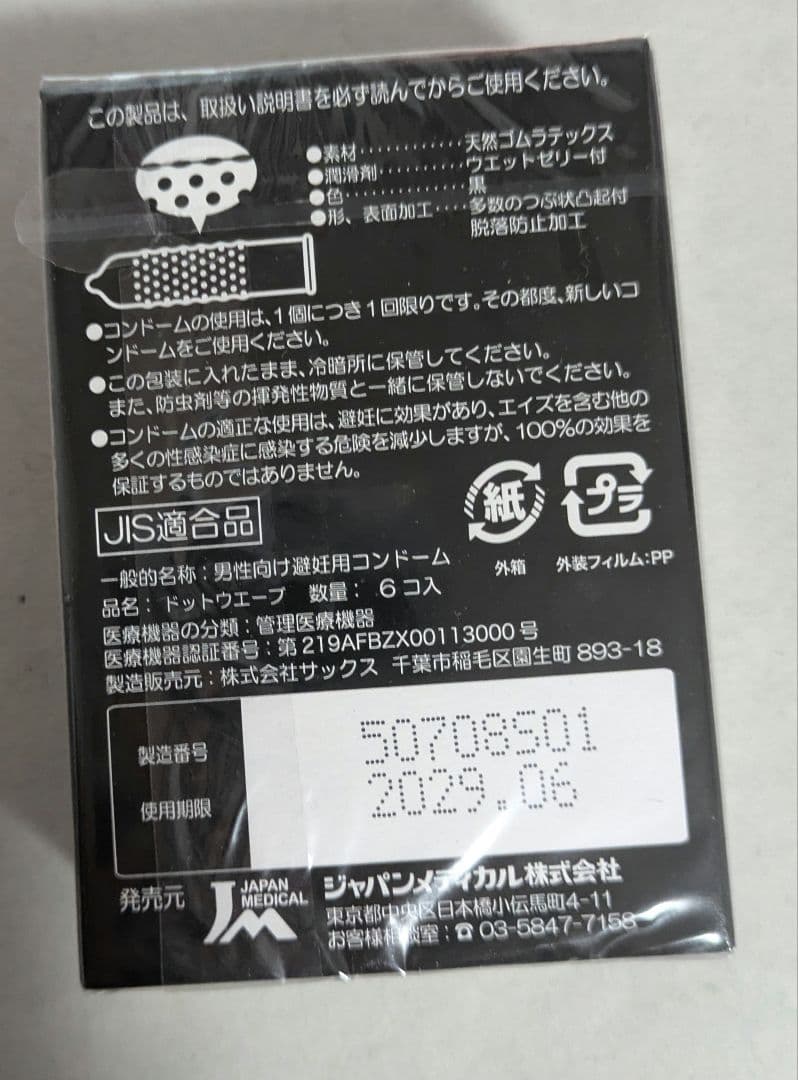 この製品は、取扱い説明書を必ず読んでからご使用ください。
●素材・・・・・・・・・・・・天然ゴムラテックス
●潤滑剤・・・・・・・・・・ウエットゼリー付
●色・・・・・・・・・・・・・・黒
●形、表面加工・・・・多数のつぶ状凸起付
脱落防止加工
●コンドームの使用は、1個につき1回限りです。その都度、新しいコ
ンドームをご使用ください。
●この包装に入れたまま、冷暗所に保管してください。
また、防虫剤等の揮発性物質と一緒に保管しないでください。
●コンドームの適正な使用は、避妊に効果があり、エイズを含む他の
多くの性感染症に感染する危険を減少しますが、100%の効果を
保証するものではありません。
JIS適合品
紙
プラ
外箱
外装フィルム:PP
一般的名称:男性向け避妊用コンドーム
品名:ドットウエーブ 数量: 6コ入
医療機器の分類:管理医療機器
医療機器認証番号:第219AFBZX00113000号
製造販売元:株式会社サックス 千葉市稲毛区園生町893-18
製造番号 50708S01
使用期限 2029.06
発売元 JM JAPAN MEDICAL ジャパンメディカル株式会社
東京都中央区日本橋小伝馬町4-11
お客様相談室:☎03-5847-7158